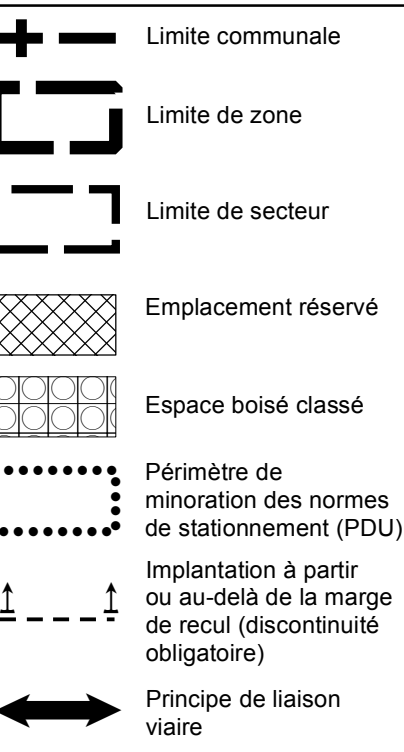 Limite communale
Limite de zone
Limite de secteur
Emplacement réservé
Espace boisé classé
Périmètre de
minoration des normes
de stationnement (PDU)
Implantation à partir
ou au-delà de la marge
de recul (discontinuité
obligatoire)
Principe de liaison
viaire